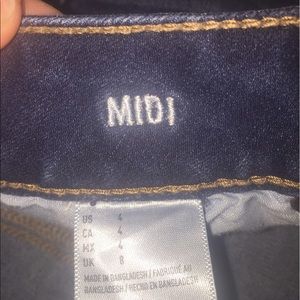 MIDI
US 4
CA 4
MX 4
UK 8
MADE IN BANGLADESH / FABRIQUÉ AU
BANGLADESH / HECHO EN BANGLADESH